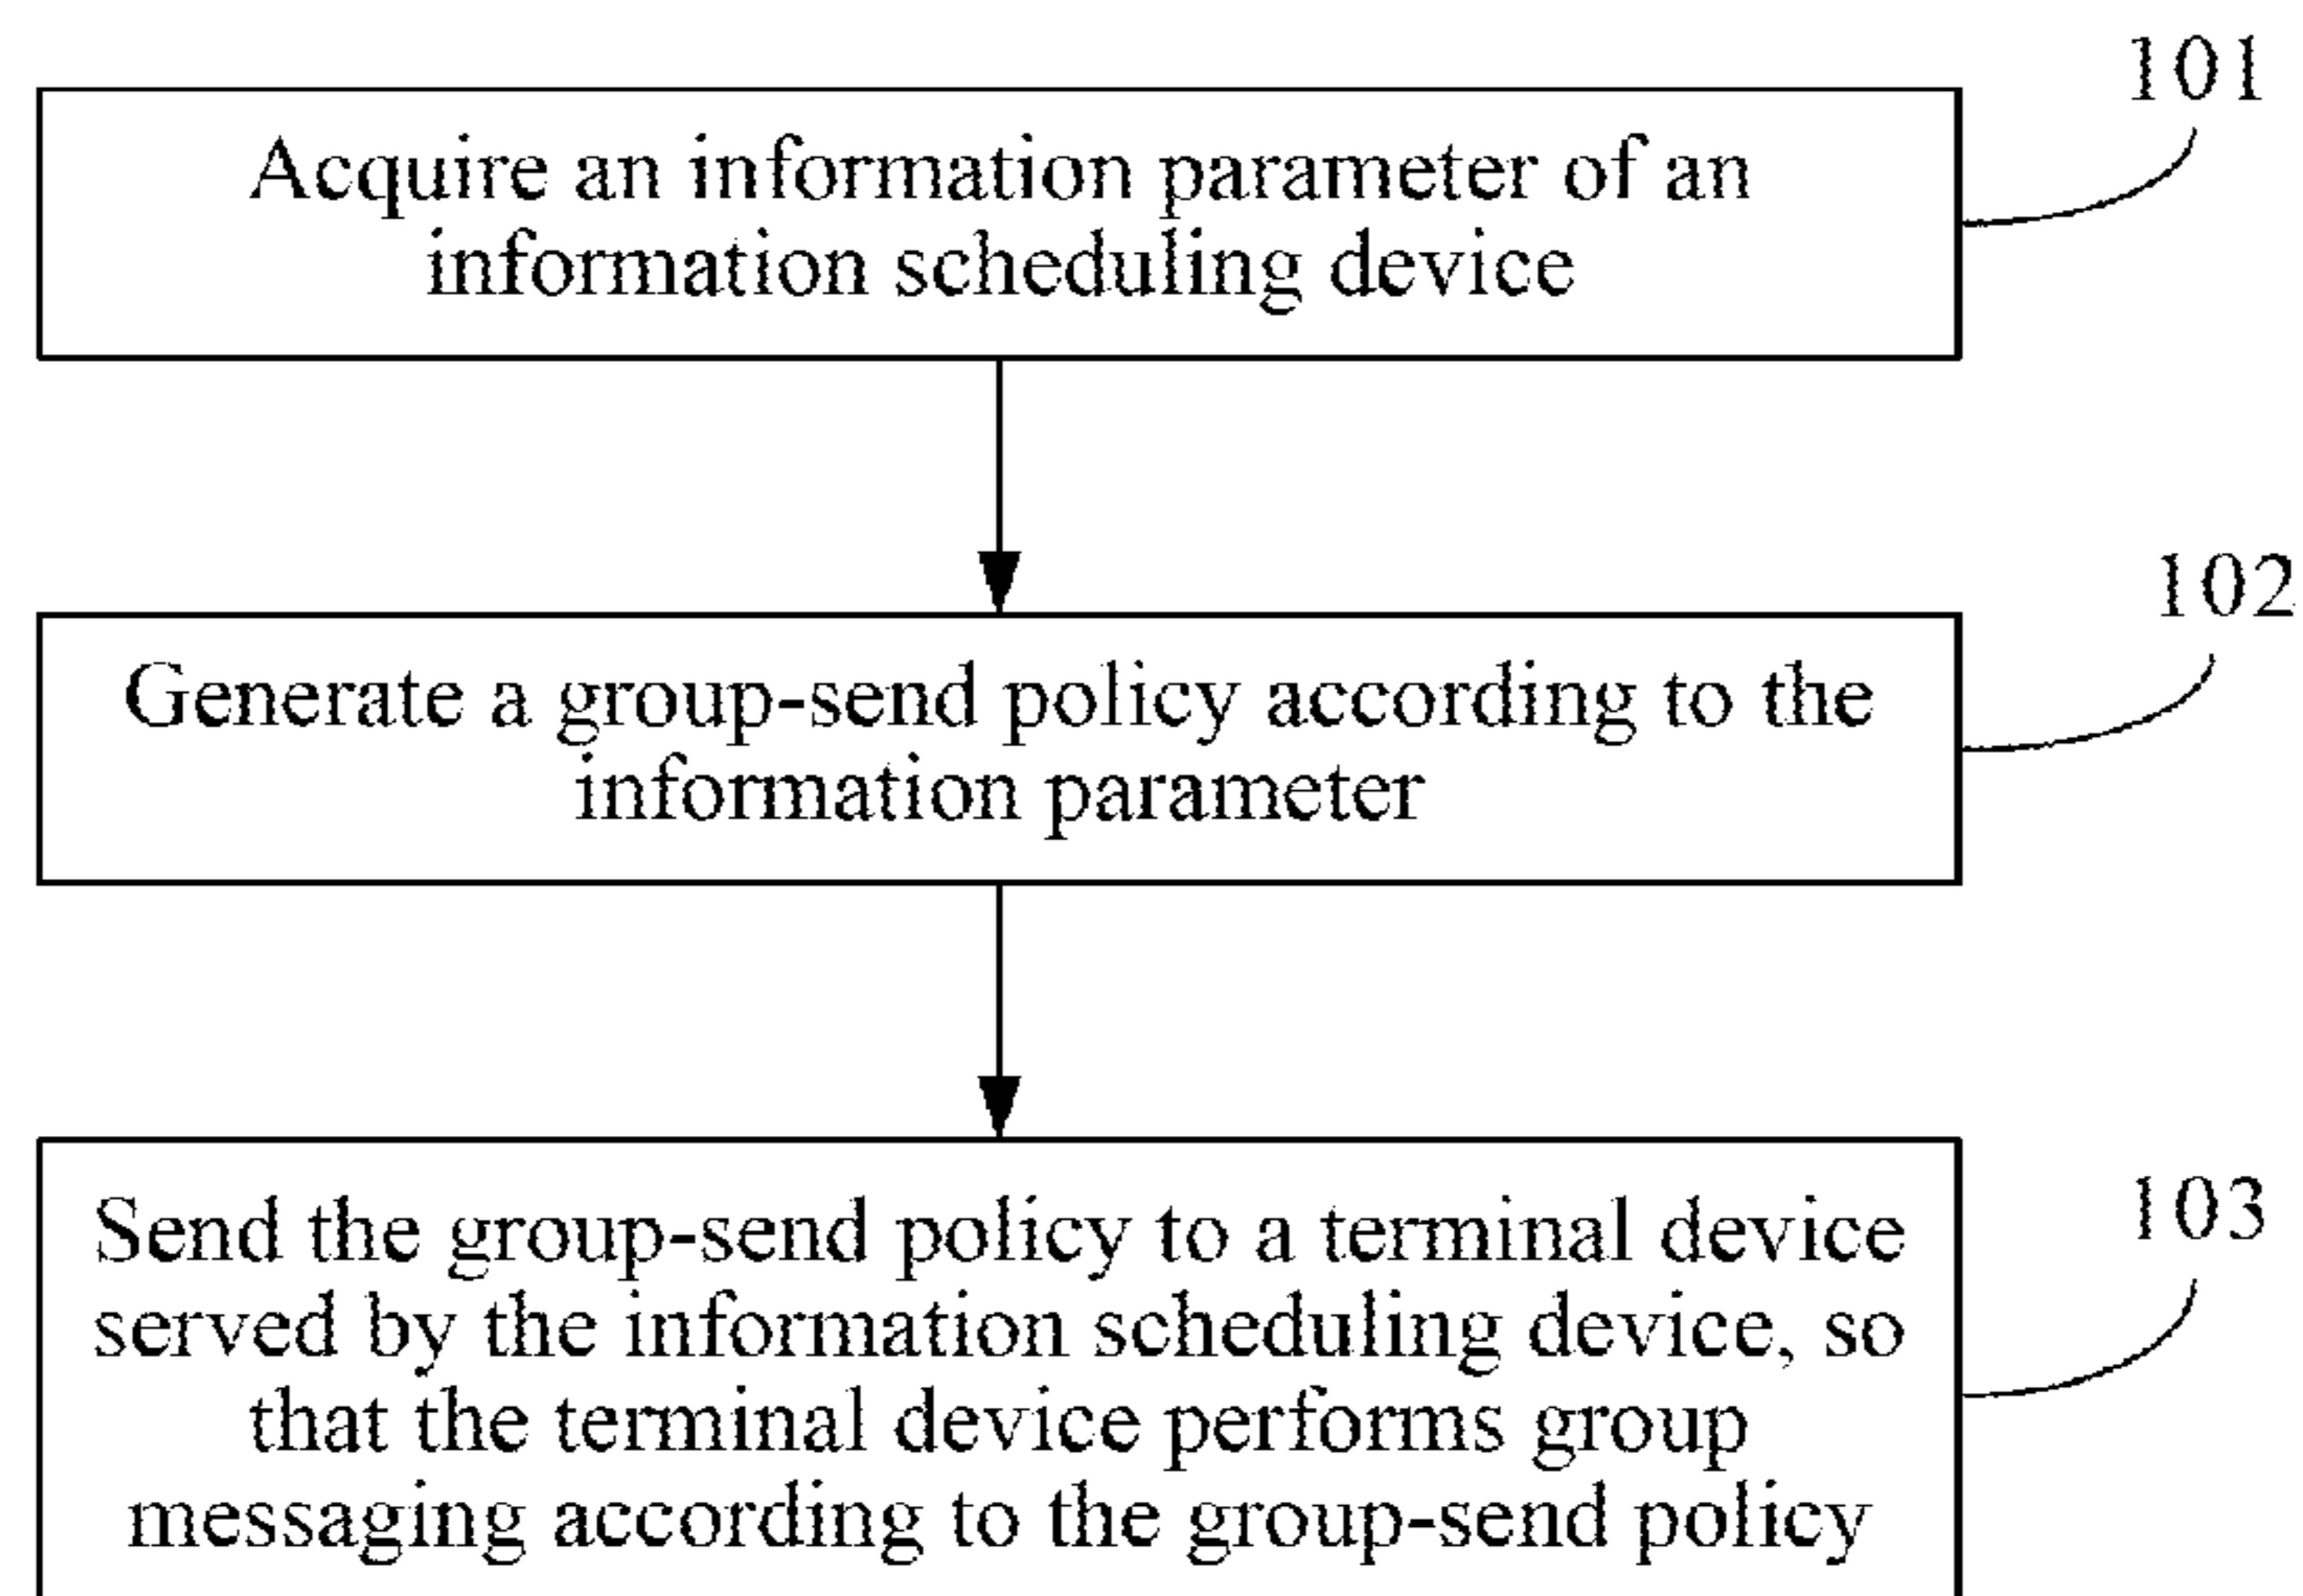 101
Acquire an information parameter of an
information scheduling device
102
Generate a group-send policy according to the
information parameter
103
Send the group-send policy to a terminal device
served by the information scheduling device, so
that the terminal device performs group
messaging according to the group-send policy